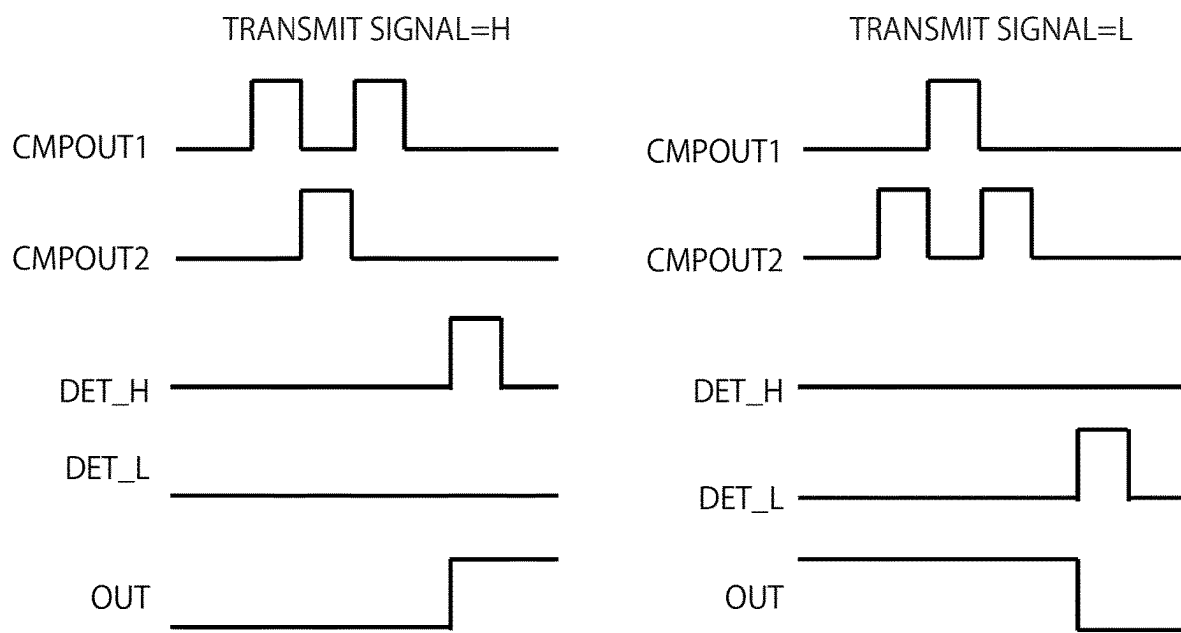 TRANSMIT SIGNAL=H
CMPOUT1
CMPOUT2
DET_H
DET_L
OUT
TRANSMIT SIGNAL=L
CMPOUT1
CMPOUT2
DET_H
DET_L
OUT